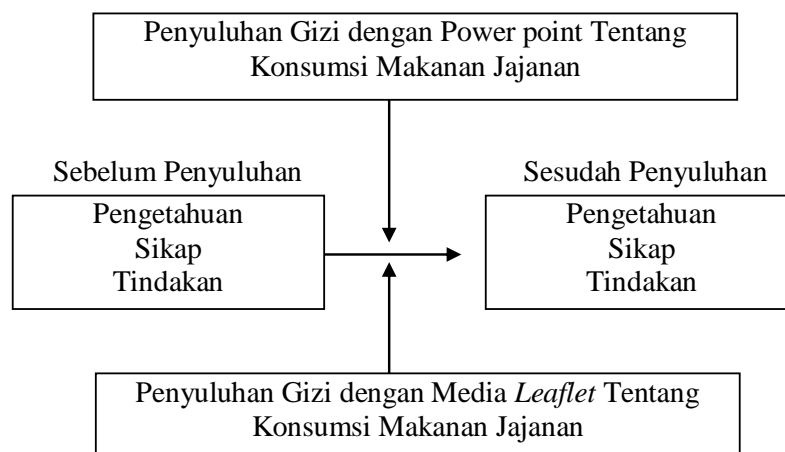 Penyuluhan Gizi dengan Power point Tentang
Konsumsi Makanan Jajanan
Sebelum Penyuluhan
Pengetahuan
Sikap
Tindakan
Sesudah Penyuluhan
Pengetahuan
Sikap
Tindakan
Penyuluhan Gizi dengan Media Leaflet Tentang
Konsumsi Makanan Jajanan